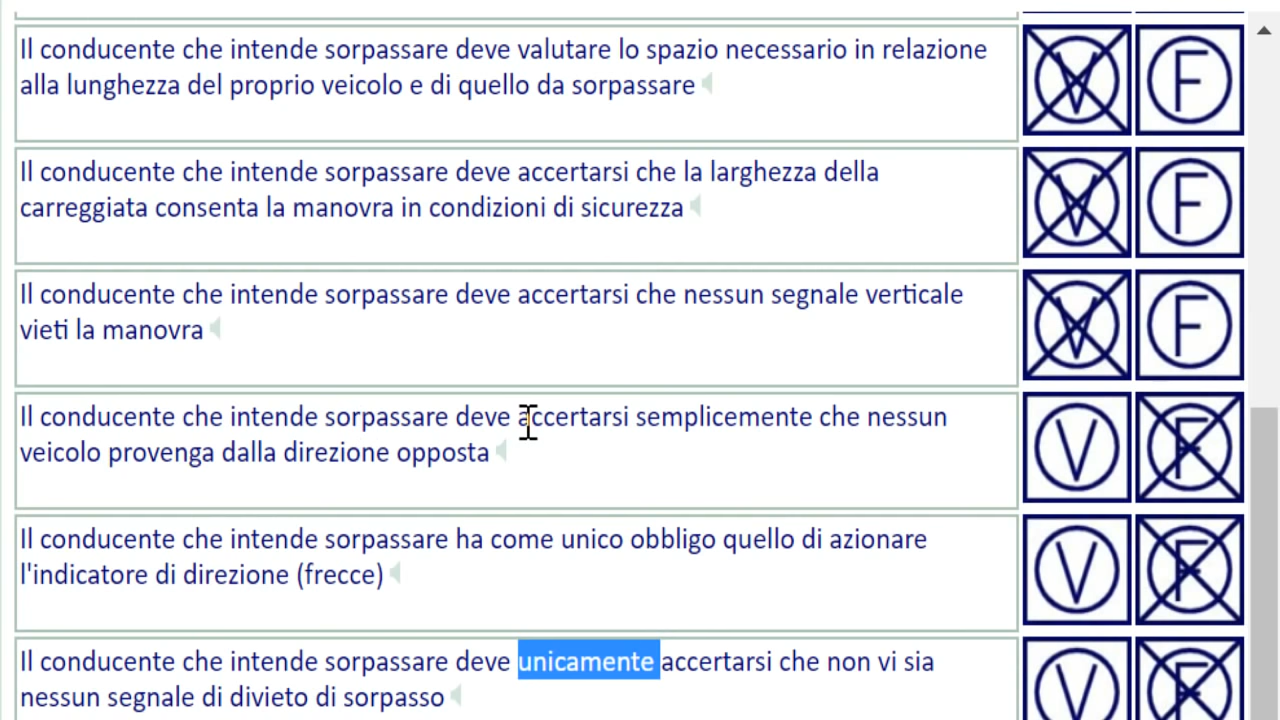 Il conducente che intende sorpassare deve valutare lo spazio necessario in relazione
alla lunghezza del proprio veicolo e di quello da sorpassare
V F
Il conducente che intende sorpassare deve accertarsi che la larghezza della
carreggiata consenta la manovra in condizioni di sicurezza
V F
Il conducente che intende sorpassare deve accertarsi che nessun segnale verticale
vieti la manovra
V F
Il conducente che intende sorpassare deve accertarsi semplicemente che nessun
veicolo provenga dalla direzione opposta
V F
Il conducente che intende sorpassare ha come unico obbligo quello di azionare
l'indicatore di direzione (frecce)
V F
Il conducente che intende sorpassare deve unicamente accertarsi che non vi sia
nessun segnale di divieto di sorpasso
V F